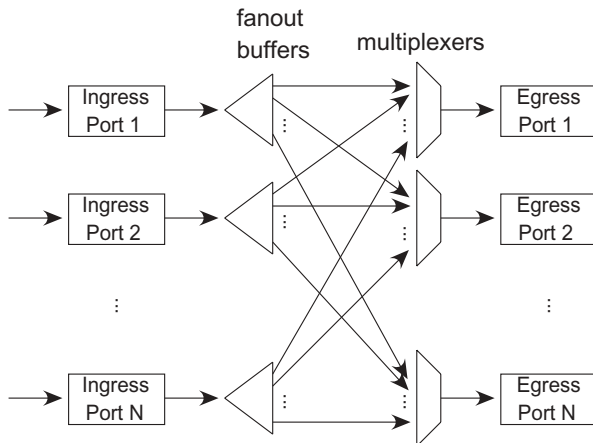 fanout
buffers
multiplexers
Ingress
Port 1
...
...
Egress
Port 1
Ingress
Port 2
...
...
Egress
Port 2
...
...
Ingress
Port N
...
...
Egress
Port N